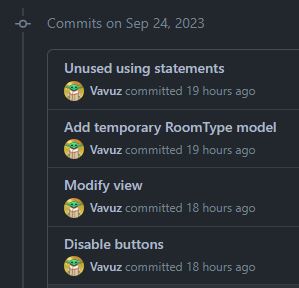 Commits on Sep 24, 2023
Unused using statements
Vavuz committed 19 hours ago
Add temporary RoomType model
Vavuz committed 19 hours ago
Modify view
Vavuz committed 18 hours ago
Disable buttons
Vavuz committed 18 hours ago